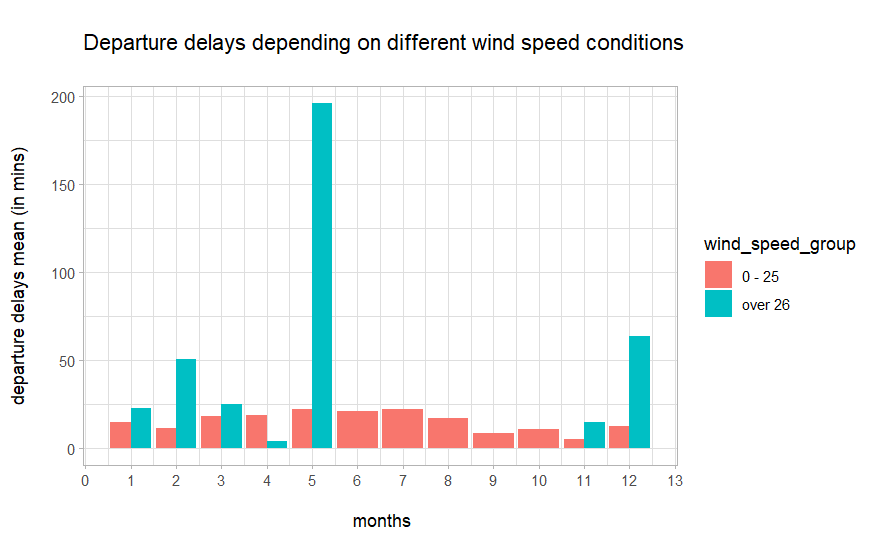 Departure delays depending on different wind speed conditions
departure delays mean (in mins)
200
150
100
50
0
0 1 2 3 4 5 6 7 8 9 10 11 12 13
months
wind_speed_group
0 - 25
over 26